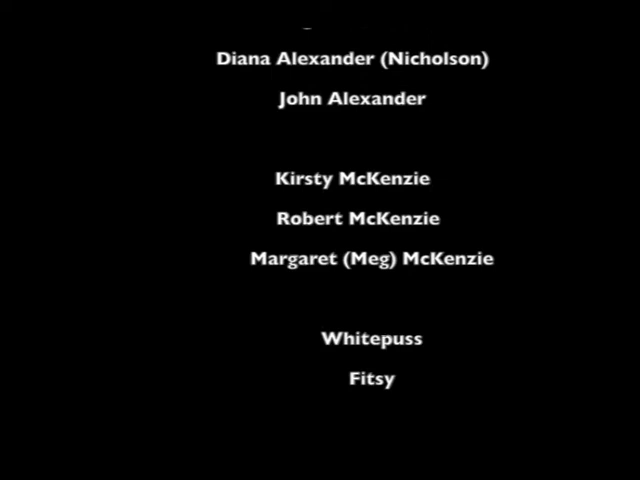 Diana Alexander (Nicholson)
John Alexander
Kirsty McKenzie
Robert McKenzie
Margaret (Meg) McKenzie
Whitepuss
Fitsy